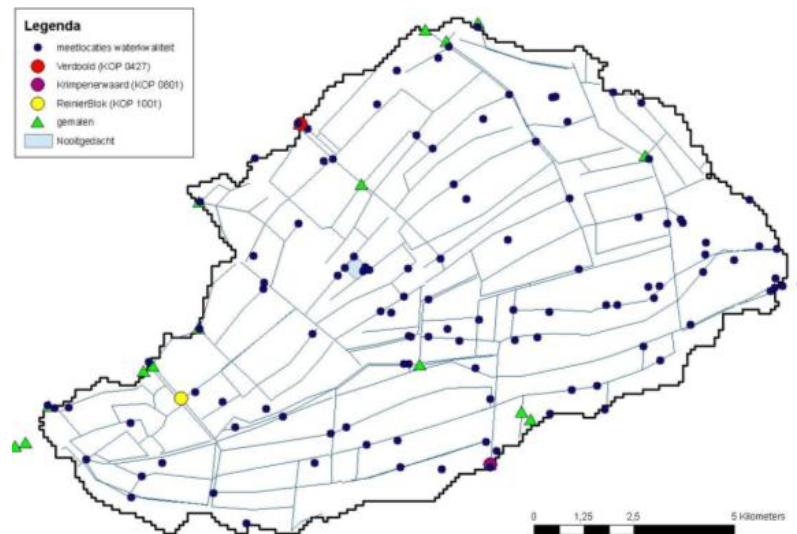 Legenda
meetlocaties waterkwaliteit
Verdoold (KOP 0427)
Krimpenerwaard (KOP 0601)
ReinierBlok (KOP 1001)
gemalen
Nooitgedacht
0 1,25 2,5 5 Kilometers